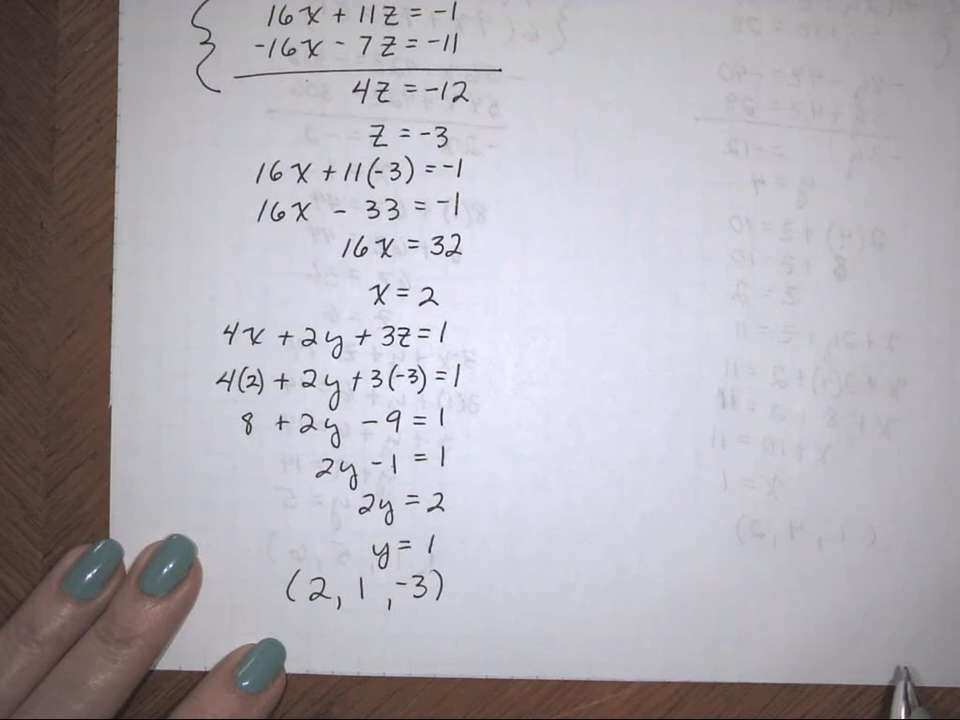 16x + 11z = -1
-16x - 7z = -11
4z = -12
z = -3
16x + 11(-3) = -1
16x - 33 = -1
16x = 32
x = 2
4x + 2y + 3z = 1
4(2) + 2y + 3(-3) = 1
8 + 2y - 9 = 1
2y - 1 = 1
2y = 2
y = 1
(2, 1, -3)